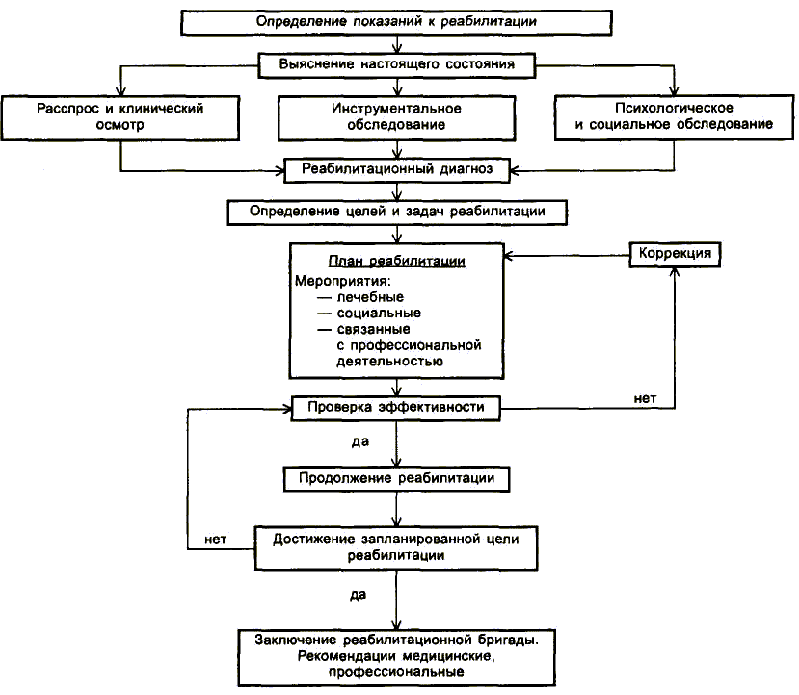 Определение показаний к реабилитации
Выяснение настоящего состояния
Расспрос и клинический
осмотр
Инструментальное
обследование
Психологическое
и социальное обследование
Реабилитационный диагноз
Определение целей и задач реабилитации
План реабилитации
Мероприятия:
— лечебные
— социальные
— связанные
с профессиональной
деятельностью
Коррекция
Проверка эффективности
нет
да
Продолжение реабилитации
нет
Достижение запланированной цели
реабилитации
да
Заключение реабилитационной бригады.
Рекомендации медицинские,
профессиональные